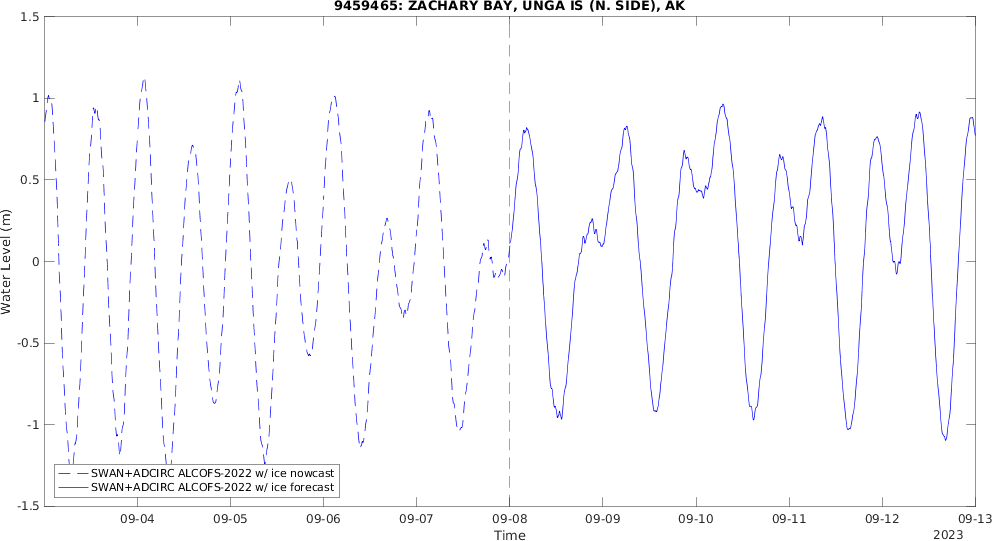 9459465: ZACHARY BAY, UNGA IS (N. SIDE), AK
1.5
1
0.5
0
-0.5
-1
-1.5
Water Level (m)
SWAN+ADCIRC ALCOFS-2022 w/ ice nowcast
SWAN+ADCIRC ALCOFS-2022 w/ ice forecast
09-04 09-05 09-06 09-07 09-08 09-09 09-10 09-11 09-12 09-13
Time
2023